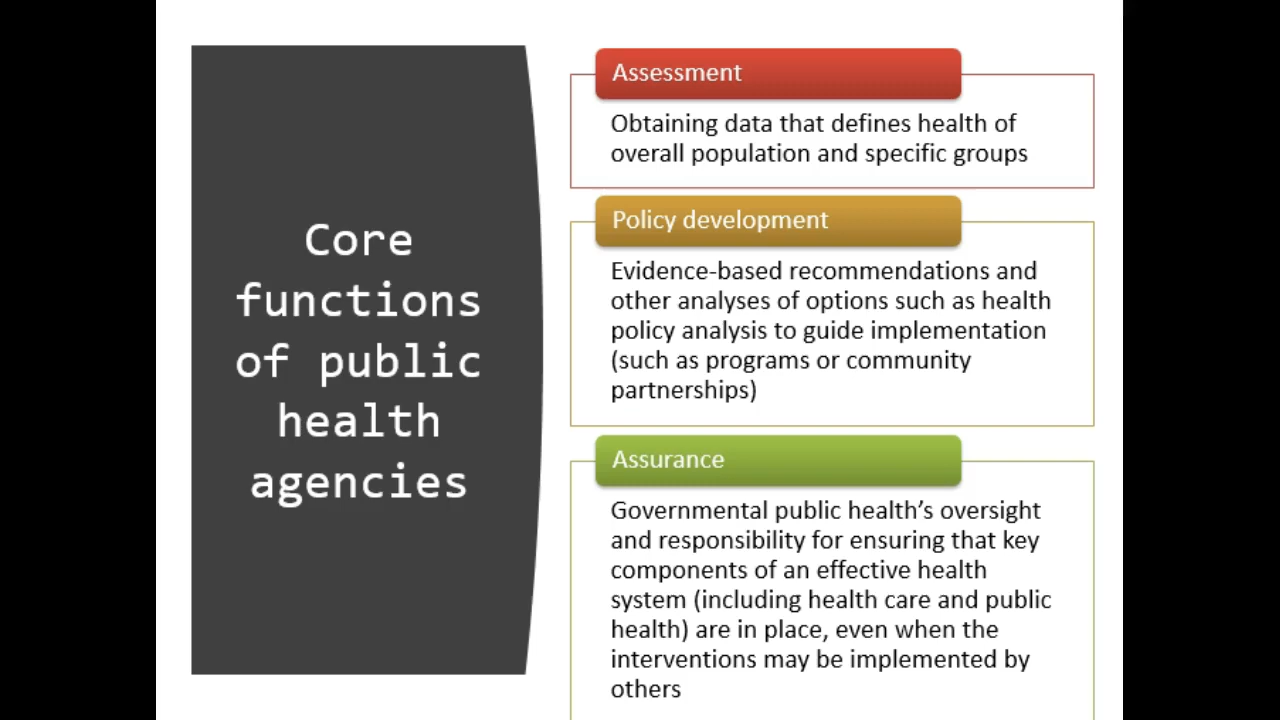 Core
functions
of public
health
agencies
Assessment
Obtaining data that defines health of
overall population and specific groups
Policy development
Evidence-based recommendations and
other analyses of options such as health
policy analysis to guide implementation
(such as programs or community
partnerships)
Assurance
Governmental public health’s oversight
and responsibility for ensuring that key
components of an effective health
system (including health care and public
health) are in place, even when the
interventions may be implemented by
others